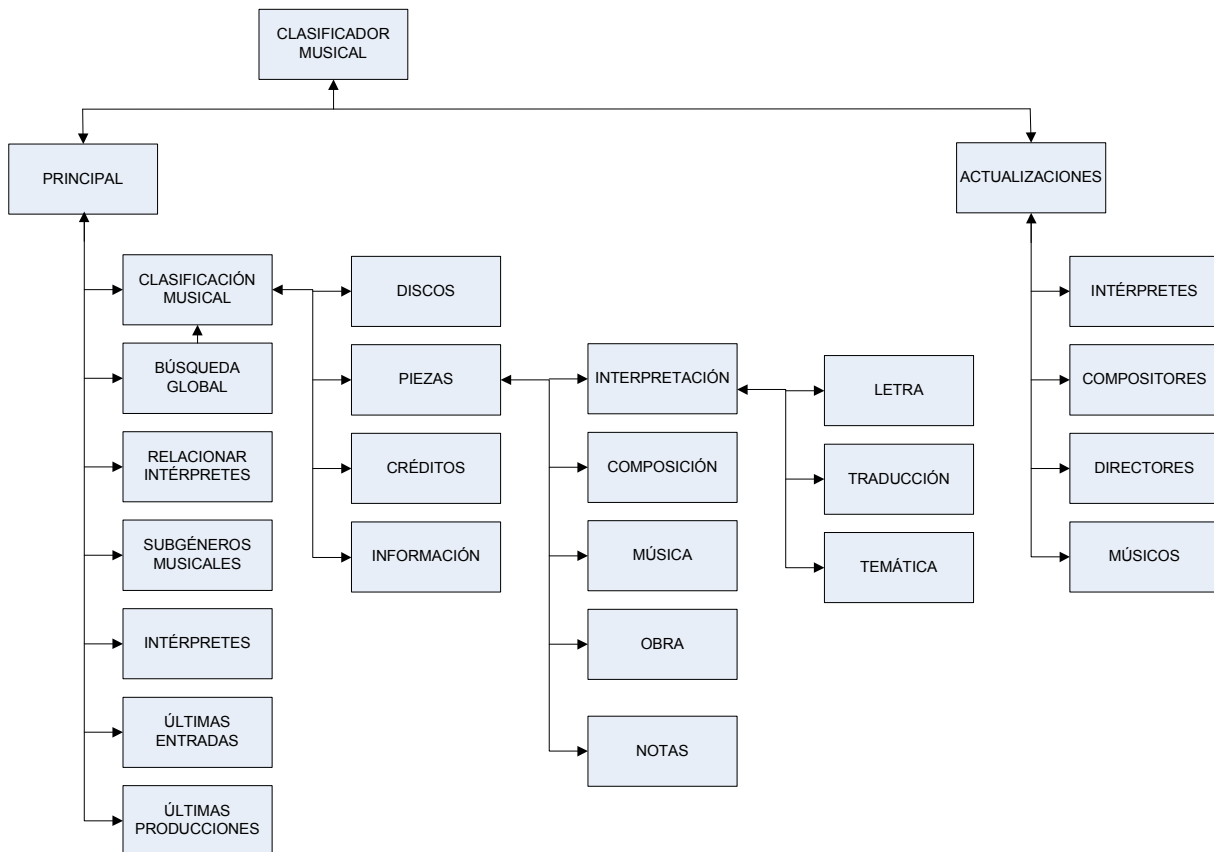 CLASIFICADOR
MUSICAL
PRINCIPAL
ACTUALIZACIONES
CLASIFICACIÓN
MUSICAL
BÚSQUEDA
GLOBAL
RELACIONAR
INTÉRPRETES
SUBGÉNEROS
MUSICALES
INTÉRPRETES
ÚLTIMAS
ENTRADAS
ÚLTIMAS
PRODUCCIONES
DISCOS
PIEZAS
CRÉDITOS
INFORMACIÓN
INTERPRETACIÓN
COMPOSICIÓN
MÚSICA
OBRA
NOTAS
LETRA
TRADUCCIÓN
TEMÁTICA
INTÉRPRETES
COMPOSITORES
DIRECTORES
MÚSICOS